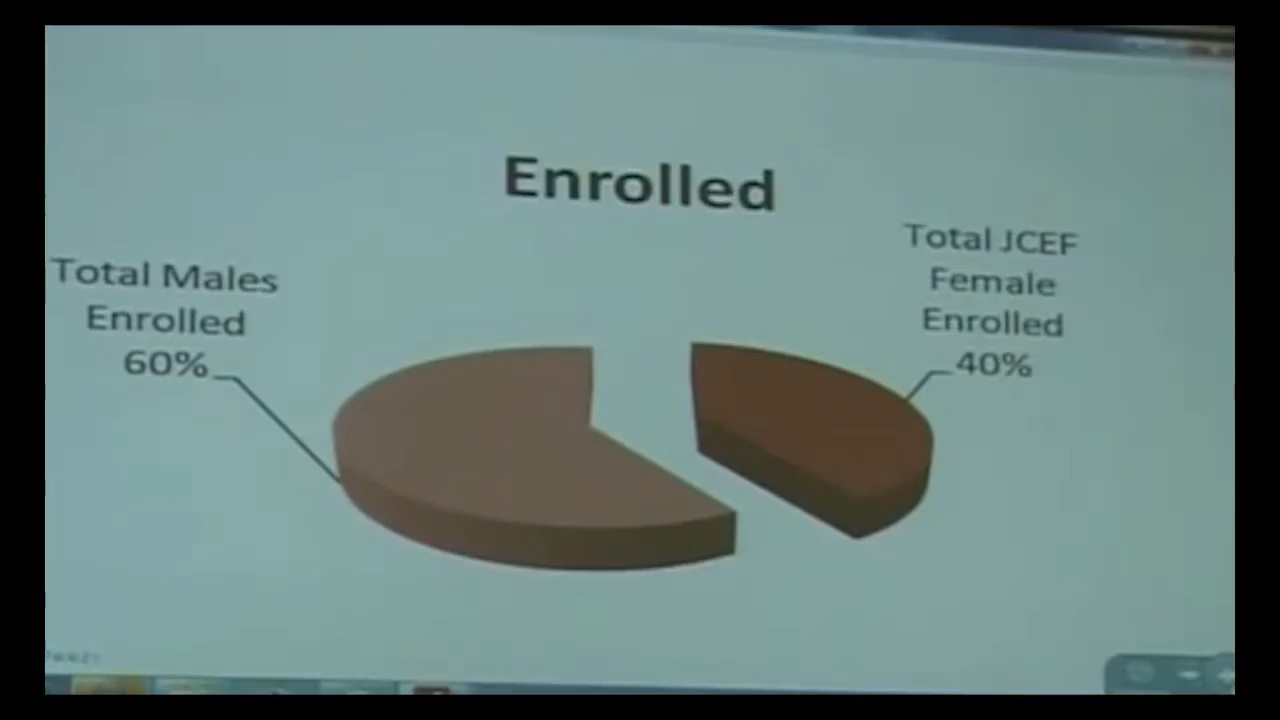 Enrolled
Total Males
Enrolled
60%
Total JCEF
Female
Enrolled
40%